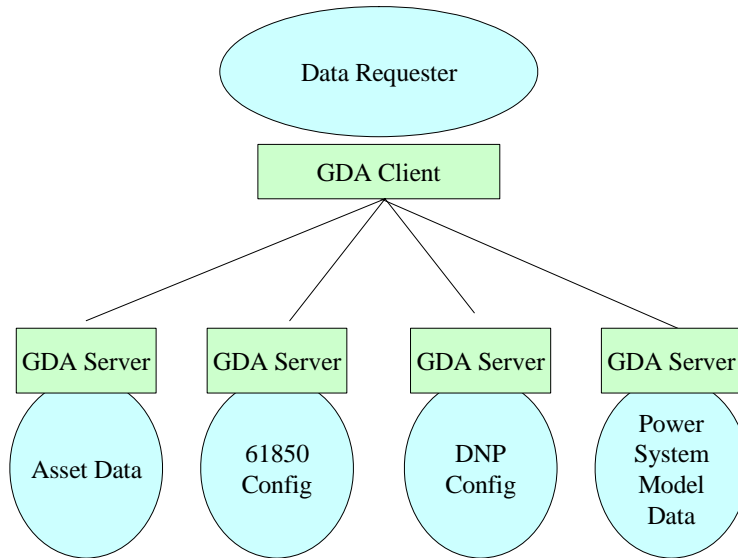 Data Requester
GDA Client
GDA Server
GDA Server
GDA Server
GDA Server
Asset Data
61850
Config
DNP
Config
Power
System
Model
Data